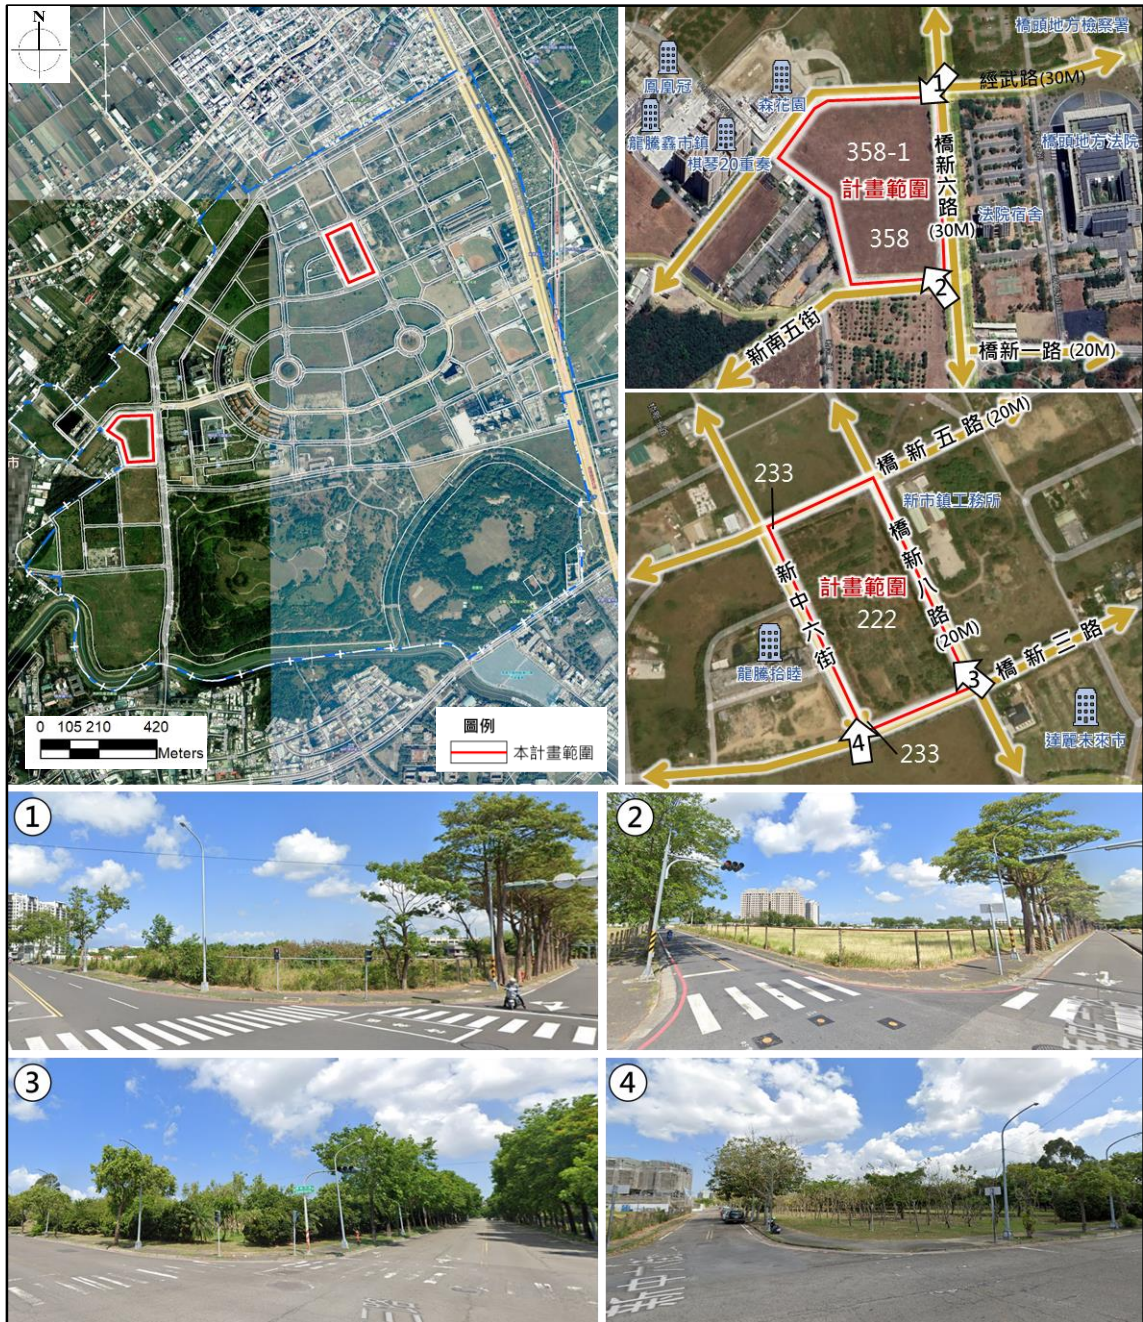 N
0 105 210 420
Meters
圖例
本計畫範圍
橋頭地方檢察署
鳳凰冠
森花園
1
經武路(30M)
龍騰鑫市鎮
棋琴20重奏
358-1
計畫範圍
358
橋新六路
(30M)
橋頭地方法院
法院宿舍
2
新南五街
橋新一路(20M)
233
橋新五路(20M)
新市鎮工務所
橋新八路
(20M)
計畫範圍
222
新中六街
龍騰拾睦
3
橋新三路
達麗未來市
4
233
1
2
3
4